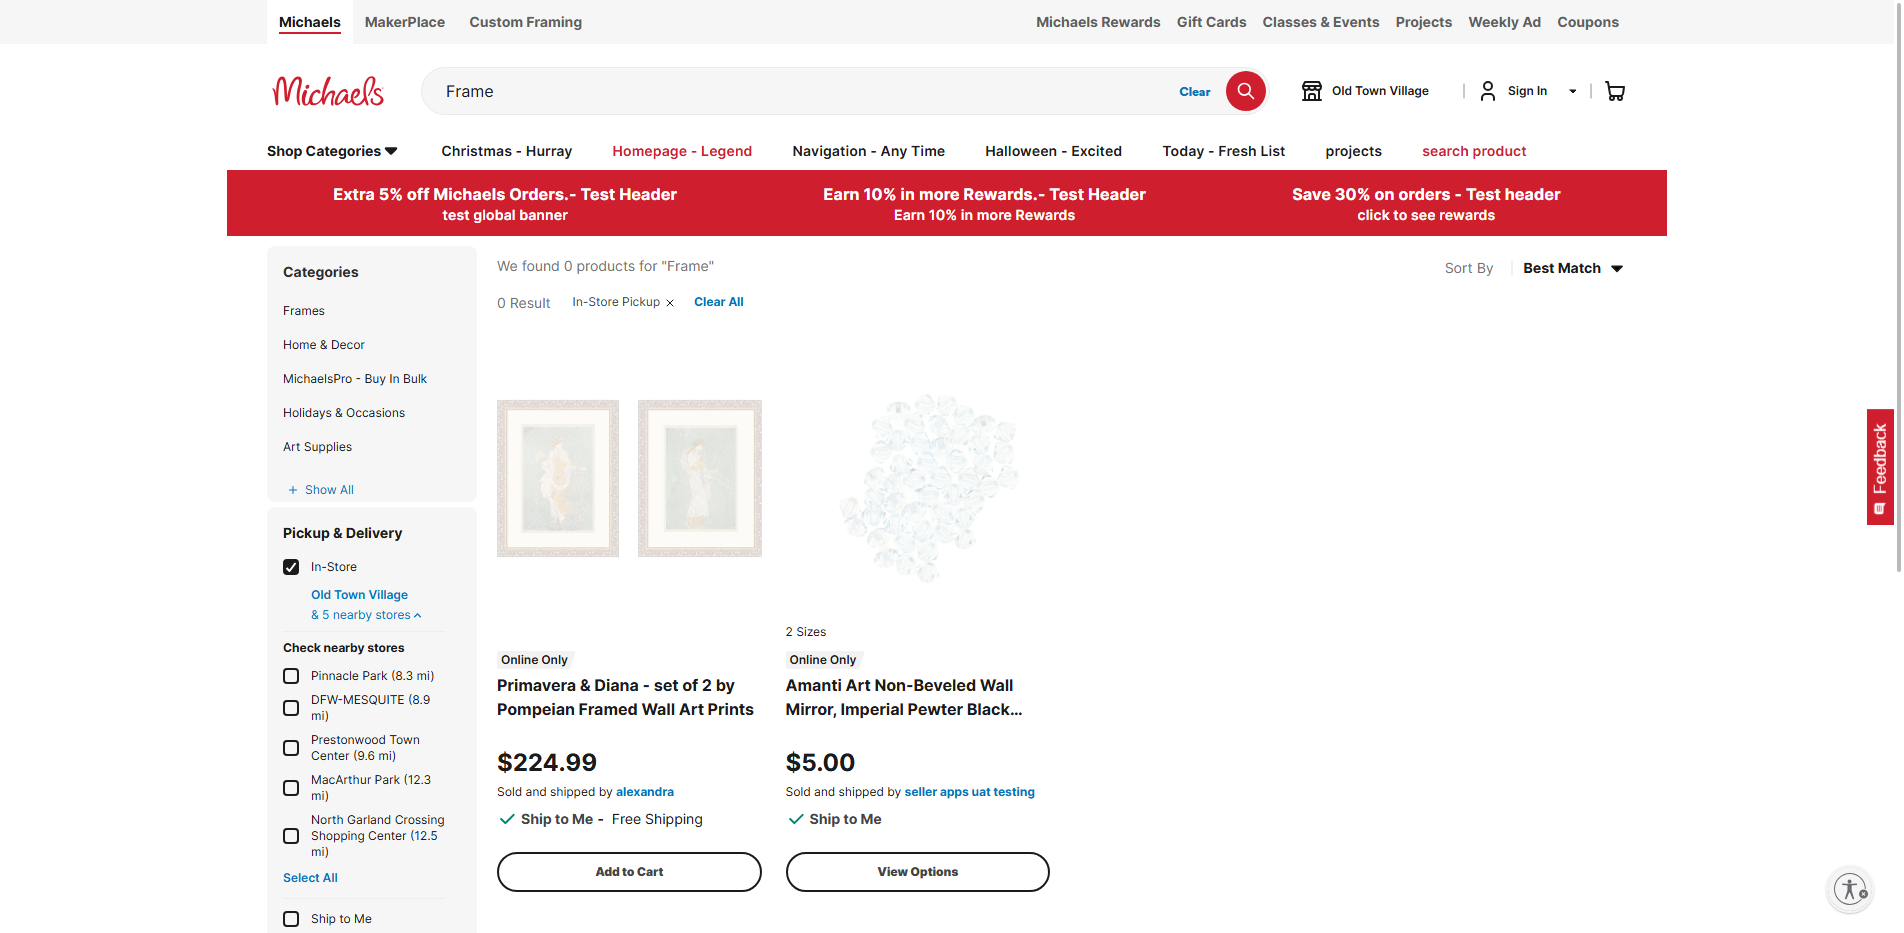 Michaels
MakerPlace
Custom Framing
Michaels Rewards
Gift Cards
Classes & Events
Projects
Weekly Ad
Coupons
Michaels
Frame
Clear
Old Town Village
Sign In
Shop Categories
Christmas - Hurray
Homepage - Legend
Navigation - Any Time
Halloween - Excited
Today - Fresh List
projects
search product
Extra 5% off Michaels Orders.- Test Header
test global banner
Earn 10% in more Rewards.- Test Header
Earn 10% in more Rewards
Save 30% on orders - Test header
click to see rewards
Categories
Frames
Home & Decor
MichaelsPro - Buy In Bulk
Holidays & Occasions
Art Supplies
+ Show All
Pickup & Delivery
In-Store
Old Town Village
& 5 nearby stores
Check nearby stores
Pinnacle Park (8.3 mi)
DFW-MESQUITE (8.9
mi)
Prestonwood Town
Center (9.6 mi)
MacArthur Park (12.3
mi)
North Garland Crossing
Shopping Center (12.5
mi)
Select All
Ship to Me
We found 0 products for "Frame"
Sort By
Best Match
0 Result
In-Store Pickup
Clear All
Online Only
Primavera & Diana - set of 2 by
Pompeian Framed Wall Art Prints
$224.99
Sold and shipped by alexandra
Ship to Me - Free Shipping
Add to Cart
2 Sizes
Online Only
Amanti Art Non-Beveled Wall
Mirror, Imperial Pewter Black...
$5.00
Sold and shipped by seller apps uat testing
Ship to Me
View Options
Feedback